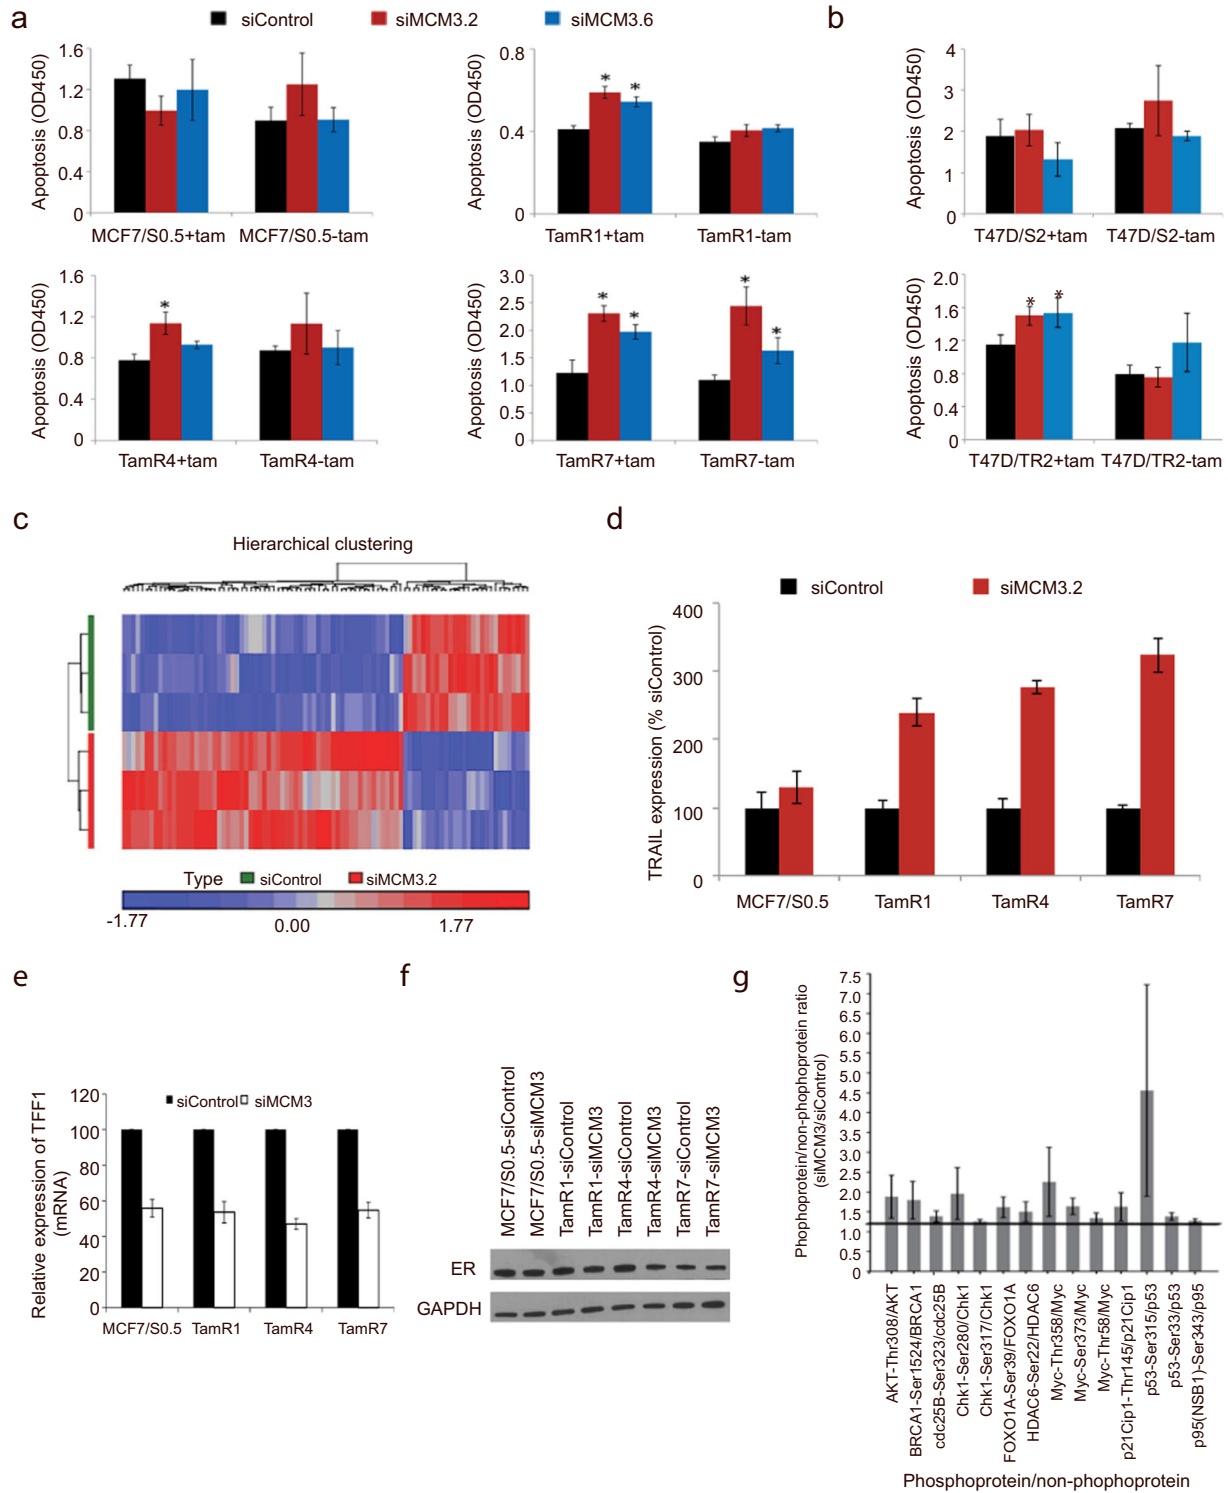 a
siControl
siMCM3.2
siMCM3.6
b
Apoptosis (OD450)
1.6
1.2
0.8
0.4
0
MCF7/S0.5+tam
MCF7/S0.5-tam
Apoptosis (OD450)
0.8
0.4
0
*
*
TamR1+tam
TamR1-tam
Apoptosis (OD450)
4
3
2
1
0
T47D/S2+tam
T47D/S2-tam
Apoptosis (OD450)
1.6
1.2
0.8
0.4
0
*
TamR4+tam
TamR4-tam
Apoptosis (OD450)
3.0
2.5
2.0
1.5
1.0
0.5
0
*
*
*
*
TamR7+tam
TamR7-tam
Apoptosis (OD450)
2.0
1.6
1.2
0.8
0.4
0
*
*
T47D/TR2+tam
T47D/TR2-tam
c
Hierarchical clustering
Type
siControl
siMCM3.2
-1.77
0.00
1.77
d
siControl
siMCM3.2
TRAIL expression (% siControl)
400
300
200
100
0
MCF7/S0.5
TamR1
TamR4
TamR7
e
Relative expression of TFF1
(mRNA)
120
100
80
60
40
20
0
siControl
siMCM3
MCF7/S0.5
TamR1
TamR4
TamR7
f
MCF7/S0.5-siControl
MCF7/S0.5-siMCM3
TamR1-siControl
TamR1-siMCM3
TamR4-siControl
TamR4-siMCM3
TamR7-siControl
TamR7-siMCM3
ER
GAPDH
g
Phophoprotein/non-phophoprotein ratio
(siMCM3/siControl)
7.5
7.0
6.5
6.0
5.5
5.0
4.5
4.0
3.5
3.0
2.5
2.0
1.5
1.5
1.0
0.5
0
AKT-Thr308/AKT
BRCA1-Ser1524/BRCA1
cdc25B-Ser323/cdc25B
Chk1-Ser280/Chk1
Chk1-Ser317/Chk1
FOXO1A-Ser39/FOXO1A
HDAC6-Ser22/HDAC6
Myc-Thr358/Myc
Myc-Ser373/Myc
Myc-Thr58/Myc
p21Cip1-Thr145/p21Cip1
p53-Ser315/p53
p53-Ser33/p53
p95(NSB1)-Ser343/p95
Phosphoprotein/non-phophoprotein